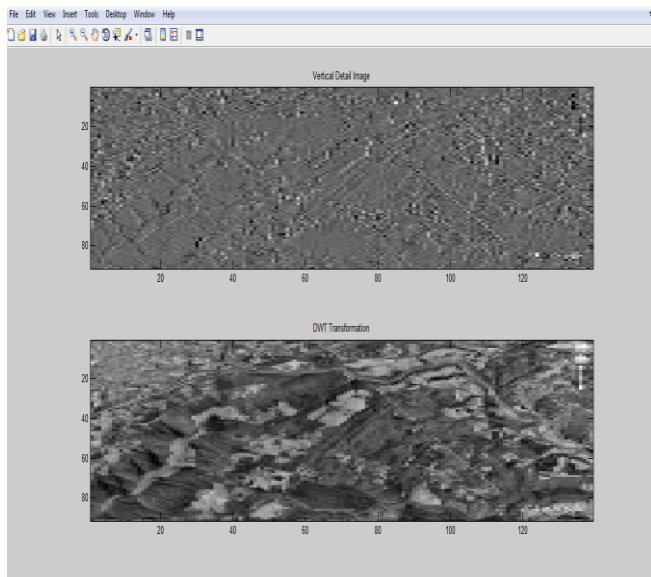 File Edit View Insert Tools Desktop Window Help
Vertical Detail Image
20
40
60
80
20 40 60 80 100 120
DWT Transformation
20
40
60
80
20 40 60 80 100 120